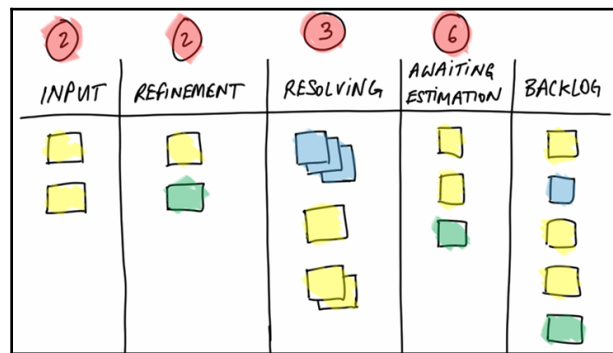 2 2 3 6
INPUT REFINEMENT RESOLVING AWAITING ESTIMATION BACKLOG